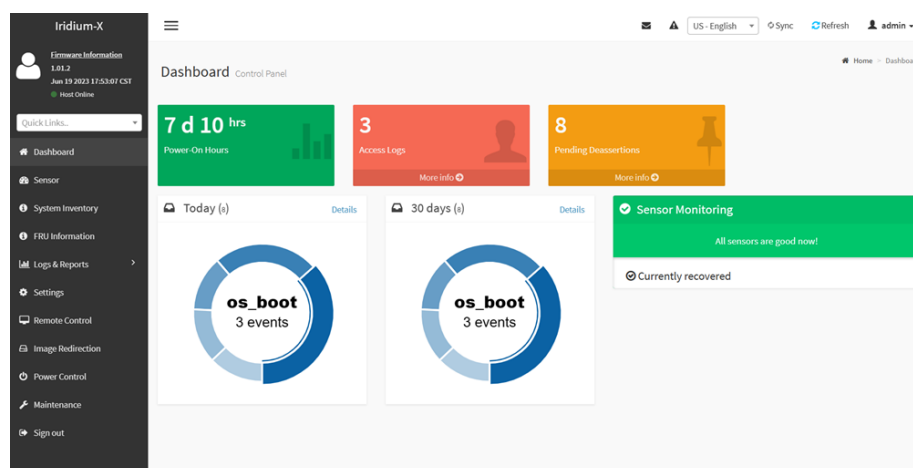 Iridium-X
US - English
Sync
Refresh
admin
Firmware Information
1.01.2
Jun 19 2023 17:53:07 CST
Host Online
Dashboard Control Panel
Home > Dashboa
Quick Links..
Dashboard
Sensor
System Inventory
FRU Information
Logs & Reports
Settings
Remote Control
Image Redirection
Power Control
Maintenance
Sign out
7 d 10 hrs
Power-On Hours
3
Access Logs
More info
8
Pending Deassertions
More info
Today (8)
Details
os_boot
3 events
30 days (8)
Details
os_boot
3 events
Sensor Monitoring
All sensors are good now!
Currently recovered